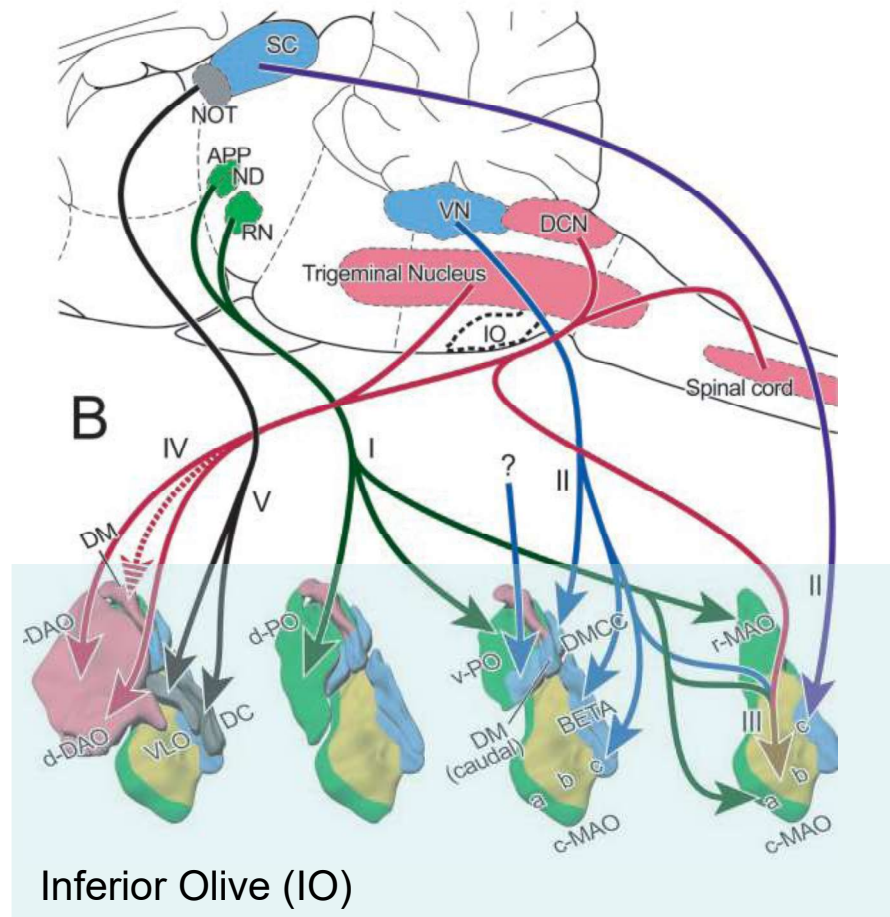 SC
NOT
APP
ND
RN
VN
DCN
Trigeminal Nucleus
IO
Spinal cord
B
IV
I
?
II
V
DM
II
-DAO
d-PO
DMCC
r-MAO
v-PO
BETA
DC
III
c
d-DAO
VLO
DM
(caudal)
b
c
b
a
a
c-MAO
c-MAO
Inferior Olive (IO)